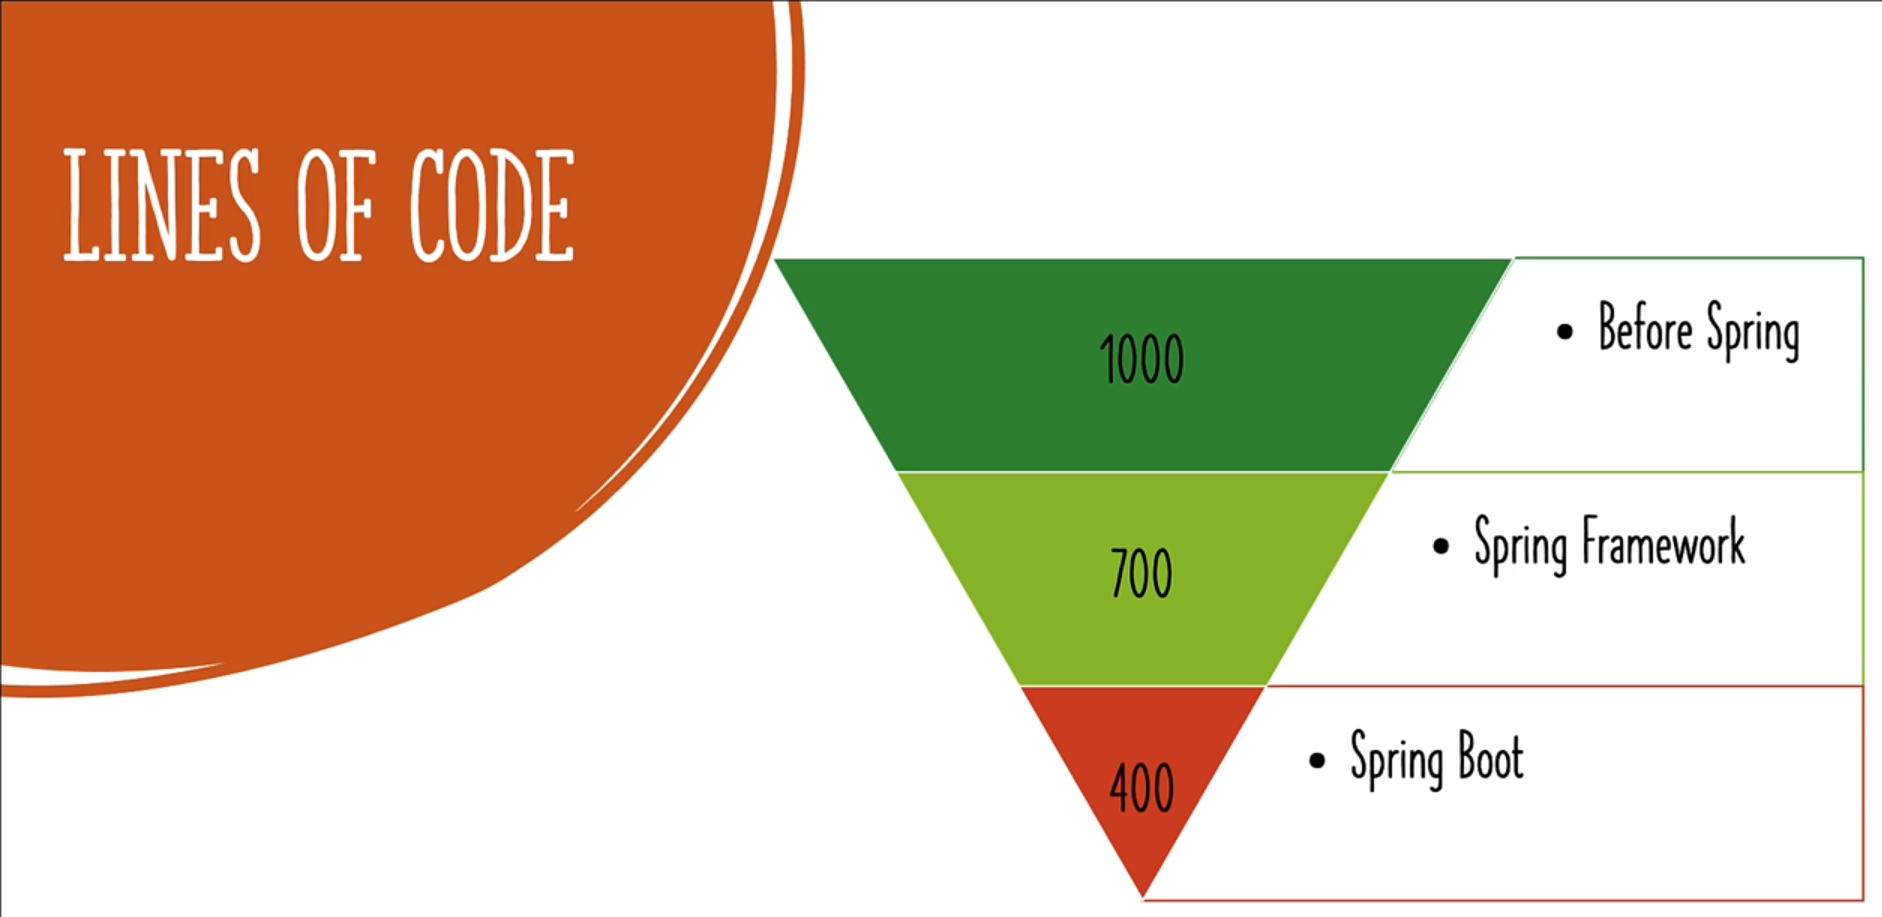 LINES OF CODE
1000
• Before Spring
700
• Spring Framework
400
• Spring Boot